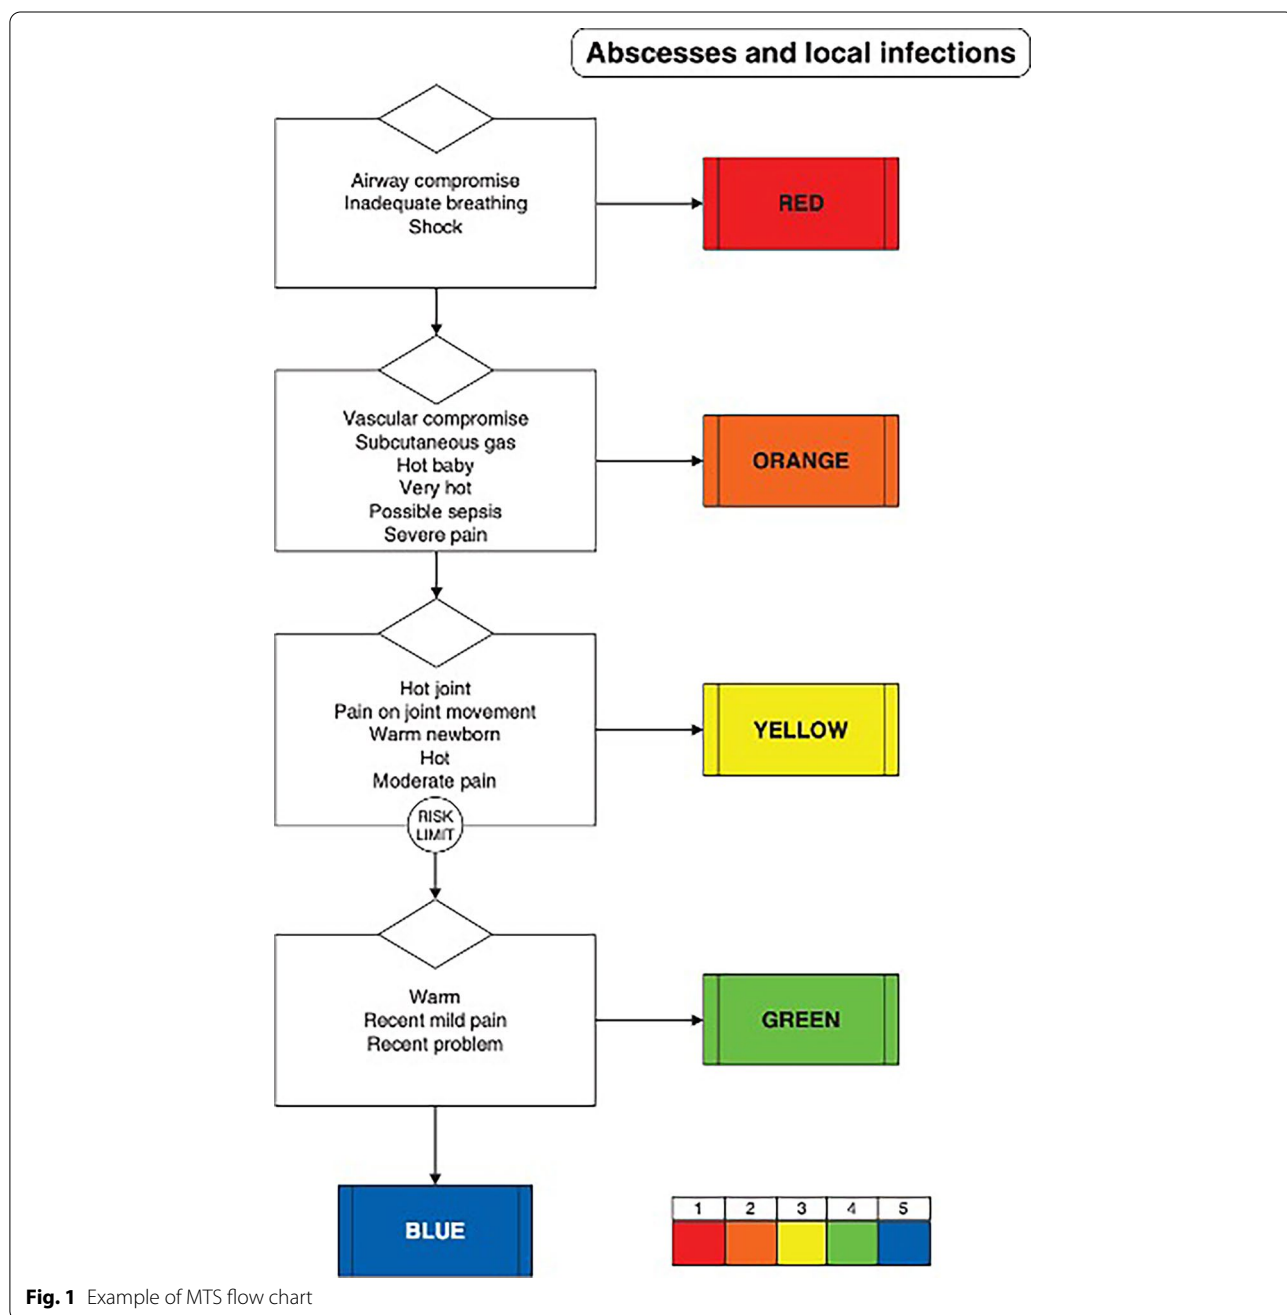 Abscesses and local infections
Airway compromise
Inadequate breathing
Shock
RED
Vascular compromise
Subcutaneous gas
Hot baby
Very hot
Possible sepsis
Severe pain
ORANGE
Hot joint
Pain on joint movement
Warm newborn
Hot
Moderate pain
YELLOW
RISK
LIMIT
Warm
Recent mild pain
Recent problem
GREEN
BLUE
1 2 3 4 5
Fig. 1 Example of MTS flow chart